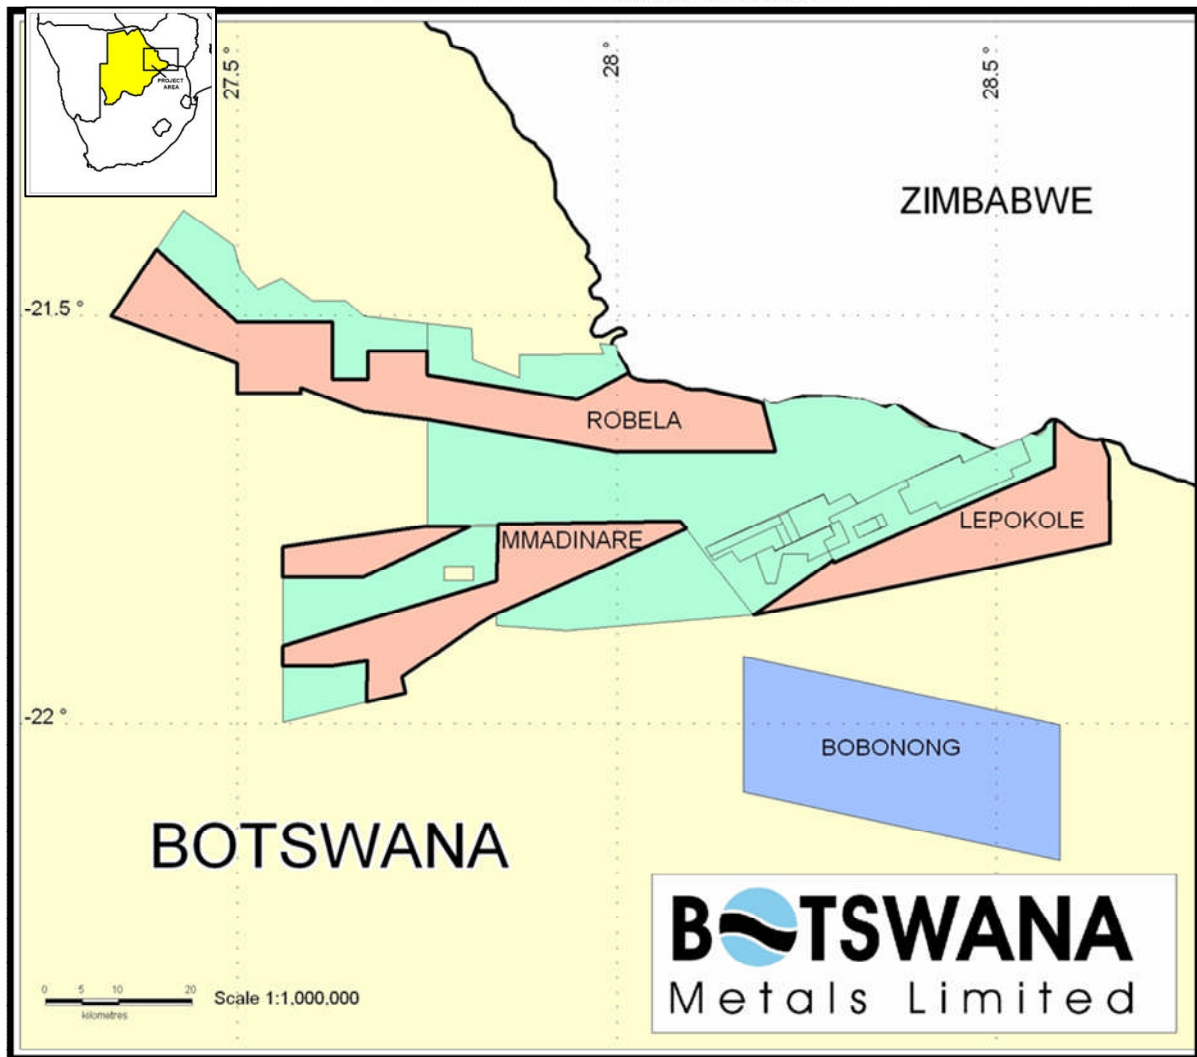 PROJECT
AREA
27.5 °
28 °
28.5 °
ZIMBABWE
-21.5 °
ROBELA
LEPOKOLE
MMADINARE
-22 °
BOBONONG
BOTSWANA
BOTSWANA
Metals Limited
0 5 10 20
Scale 1:1,000,000
kilometres